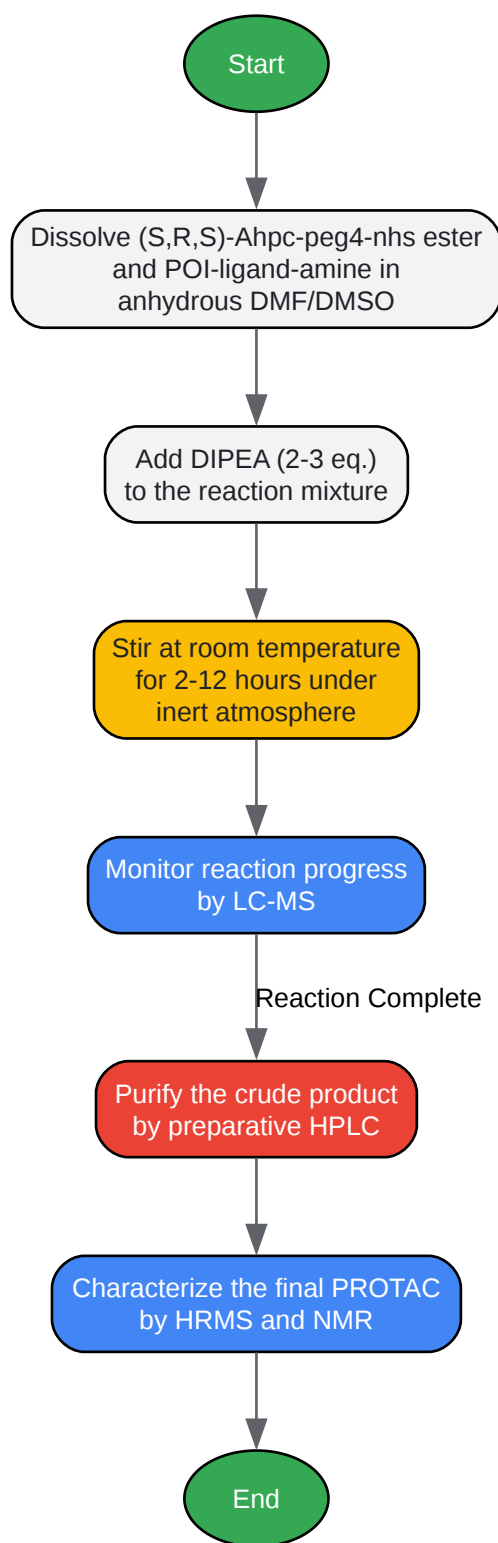 Start
Dissolve (S,R,S)-Ahpc-peg4-nhs ester
and POI-ligand-amine in
anhydrous DMF/DMSO
Add DIPEA (2-3 eq.)
to the reaction mixture
Stir at room temperature
for 2-12 hours under
inert atmosphere
Monitor reaction progress
by LC-MS
Reaction Complete
Purify the crude product
by preparative HPLC
Characterize the final PROTAC
by HRMS and NMR
End